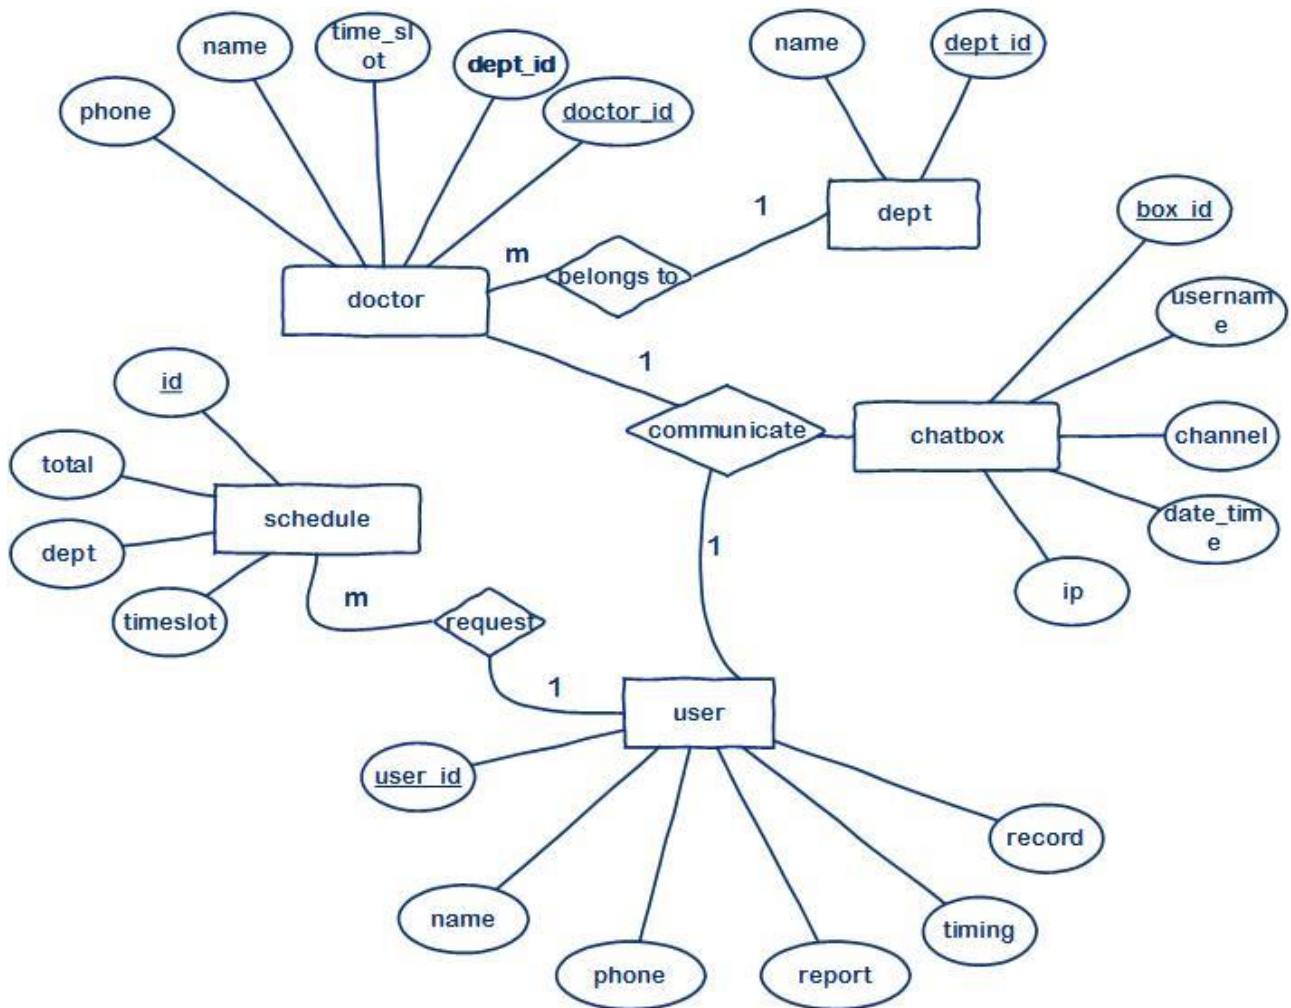 name
time_sl
ot
dept_id
phone
doctor_id
name
dept_id
dept
1
m
belongs to
doctor
box_id
usernam
e
1
id
communicate
chatbox
channel
total
schedule
dept
date_tim
e
1
timeslot
m
request
ip
1
user
user_id
record
name
timing
phone
report